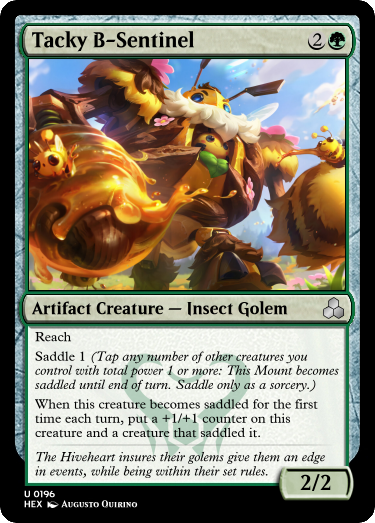 Tacky B-Sentinel 2
Artifact Creature — Insect Golem
Reach
Saddle 1 (Tap any number of other creatures you
control with total power 1 or more: This Mount becomes
saddled until end of turn. Saddle only as a sorcery.)
When this creature becomes saddled for the first
time each turn, put a +1/+1 counter on this
creature and a creature that saddled it.
The Hiveheart insures their golems give them an edge
in events, while being within their set rules.
2/2
U 0196
HEX Augusto Quirino